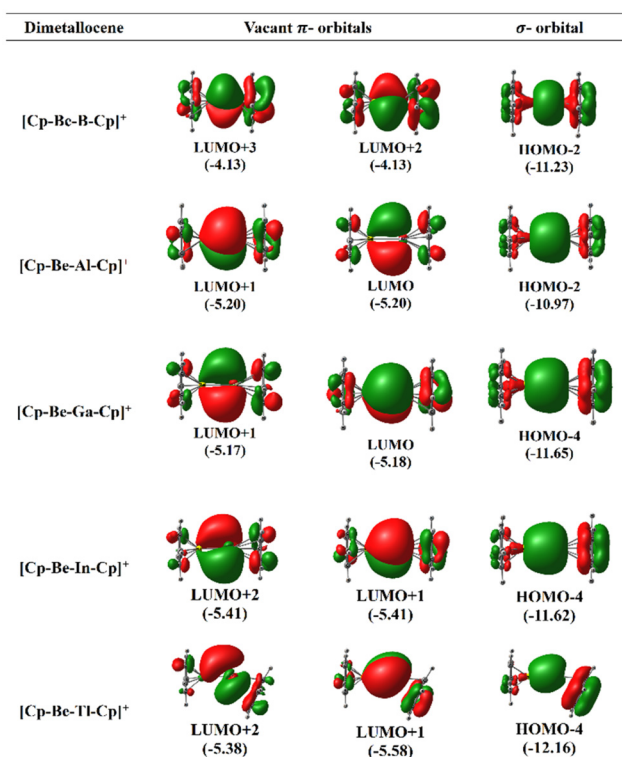 Dimetallocene Vacant π- orbitals σ- orbital
[Cp-Be-B-Cp]⁺
LUMO+3 LUMO+2 HOMO-2
(-4.13) (-4.13) (-11.23)
[Cp-Be-Al-Cp]⁺
LUMO+1 LUMO HOMO-2
(-5.20) (-5.20) (-10.97)
[Cp-Be-Ga-Cp]⁺
LUMO+1 LUMO HOMO-4
(-5.17) (-5.18) (-11.65)
[Cp-Be-In-Cp]⁺
LUMO+2 LUMO+1 HOMO-4
(-5.41) (-5.41) (-11.62)
[Cp-Be-Tl-Cp]⁺
LUMO+2 LUMO+1 HOMO-4
(-5.38) (-5.58) (-12.16)